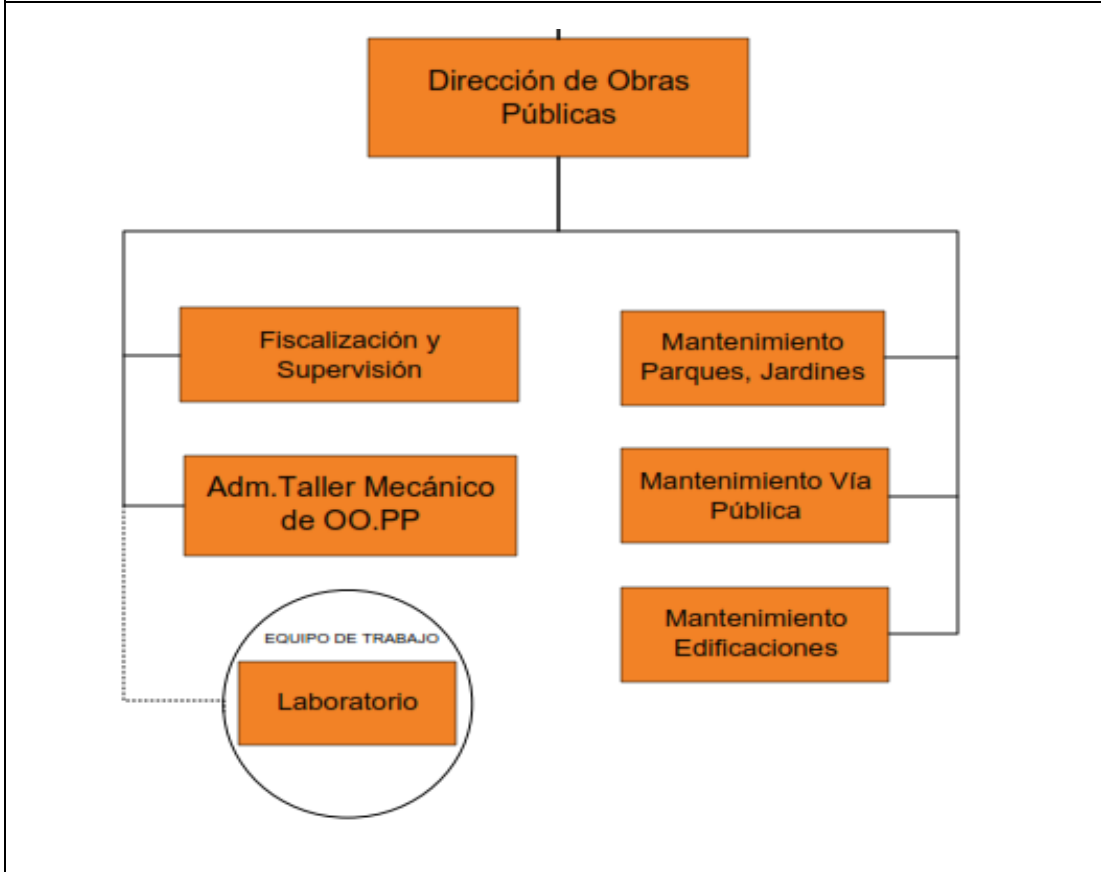 Dirección de Obras
Públicas
Fiscalización y
Supervisión
Adm.Taller Mecánico
de OO.PP
EQUIPO DE TRABAJO
Laboratorio
Mantenimiento
Parques, Jardines
Mantenimiento Vía
Pública
Mantenimiento
Edificaciones